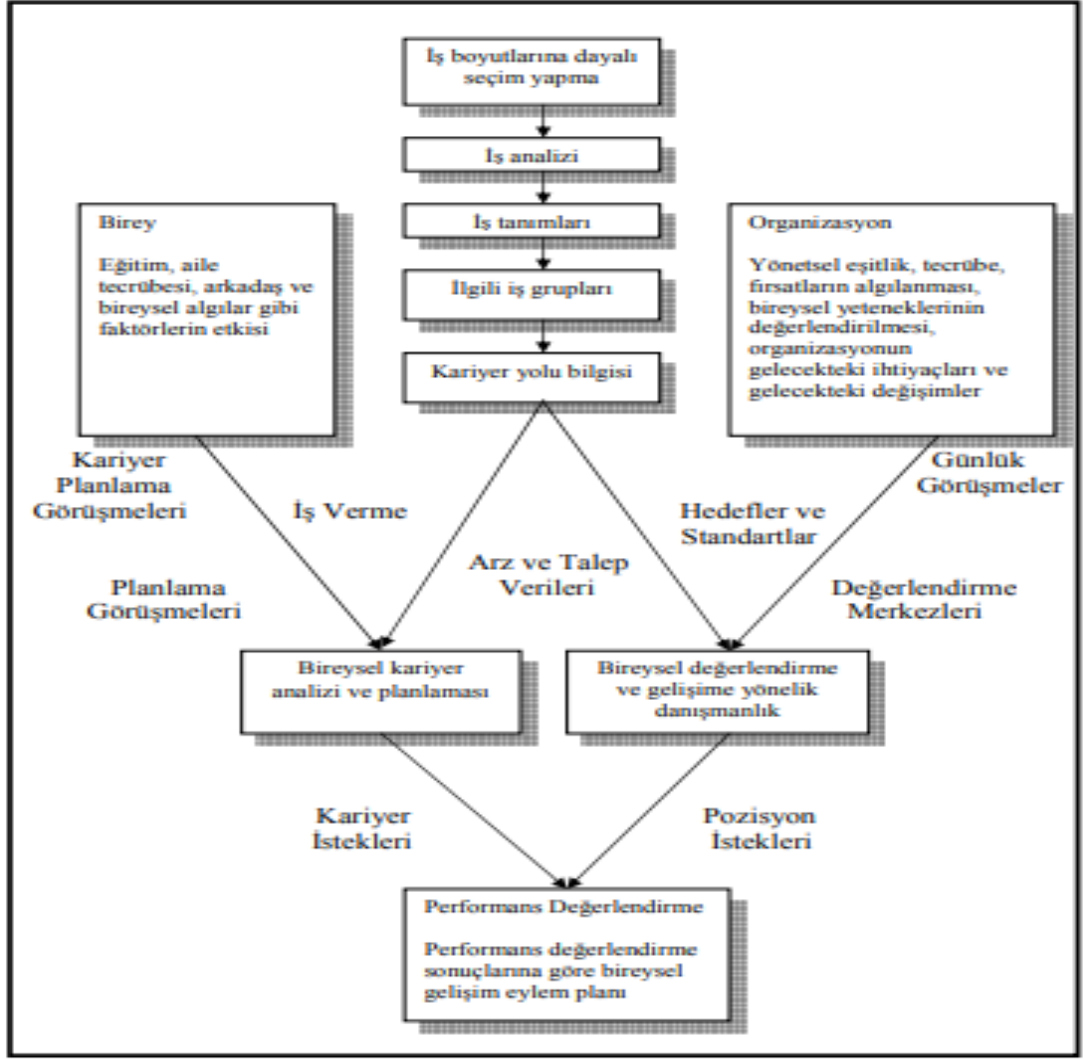 İş boyutlarına dayalı
seçim yapma
İş analizi
İş tanımları
İlgili iş grupları
Kariyer yolu bilgisi
Birey
Eğitim, aile
tecrübesi, arkadaş ve
bireysel algılar gibi
faktörlerin etkisi
Organizasyon
Yönetsel eşitlik, tecrübe,
fırsatların algılanması,
bireysel yeteneklerinin
değerlendirilmesi,
organizasyonun
gelecekteki ihtiyaçları ve
gelecekteki değişimler
Kariyer
Planlama
Görüşmeleri
İş Verme
Hedefler ve
Standartlar
Günlük
Görüşmeler
Planlama
Görüşmeleri
Arz ve Talep
Verileri
Değerlendirme
Merkezleri
Bireysel kariyer
analizi ve planlaması
Bireysel değerlendirme
ve gelişime yönelik
danışmanlık
Kariyer
İstekleri
Pozisyon
İstekleri
Performans Değerlendirme
Performans değerlendirme
sonuçlarına göre bireysel
gelişim eylem planı